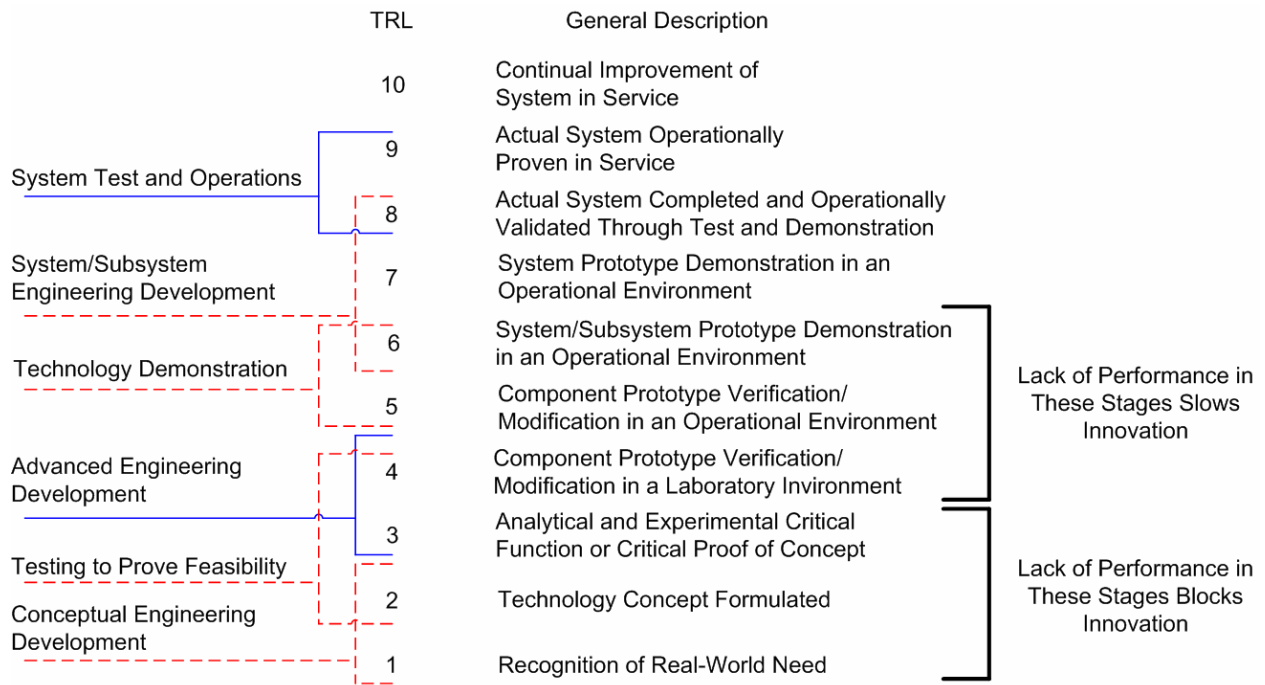 TRL
General Description
10
Continual Improvement of
System in Service
9
Actual System Operationally
Proven in Service
System Test and Operations
8
Actual System Completed and Operationally
Validated Through Test and Demonstration
System/Subsystem
Engineering Development
7
System Prototype Demonstration in an
Operational Environment
6
System/Subsystem Prototype Demonstration
in an Operational Environment
Technology Demonstration
5
Component Prototype Verification/
Modification in an Operational Environment
Lack of Performance in
These Stages Slows
Innovation
Advanced Engineering
Development
4
Component Prototype Verification/
Modification in a Laboratory Invironment
3
Analytical and Experimental Critical
Function or Critical Proof of Concept
Testing to Prove Feasibility
2
Technology Concept Formulated
Lack of Performance in
These Stages Blocks
Innovation
Conceptual Engineering
Development
1
Recognition of Real-World Need